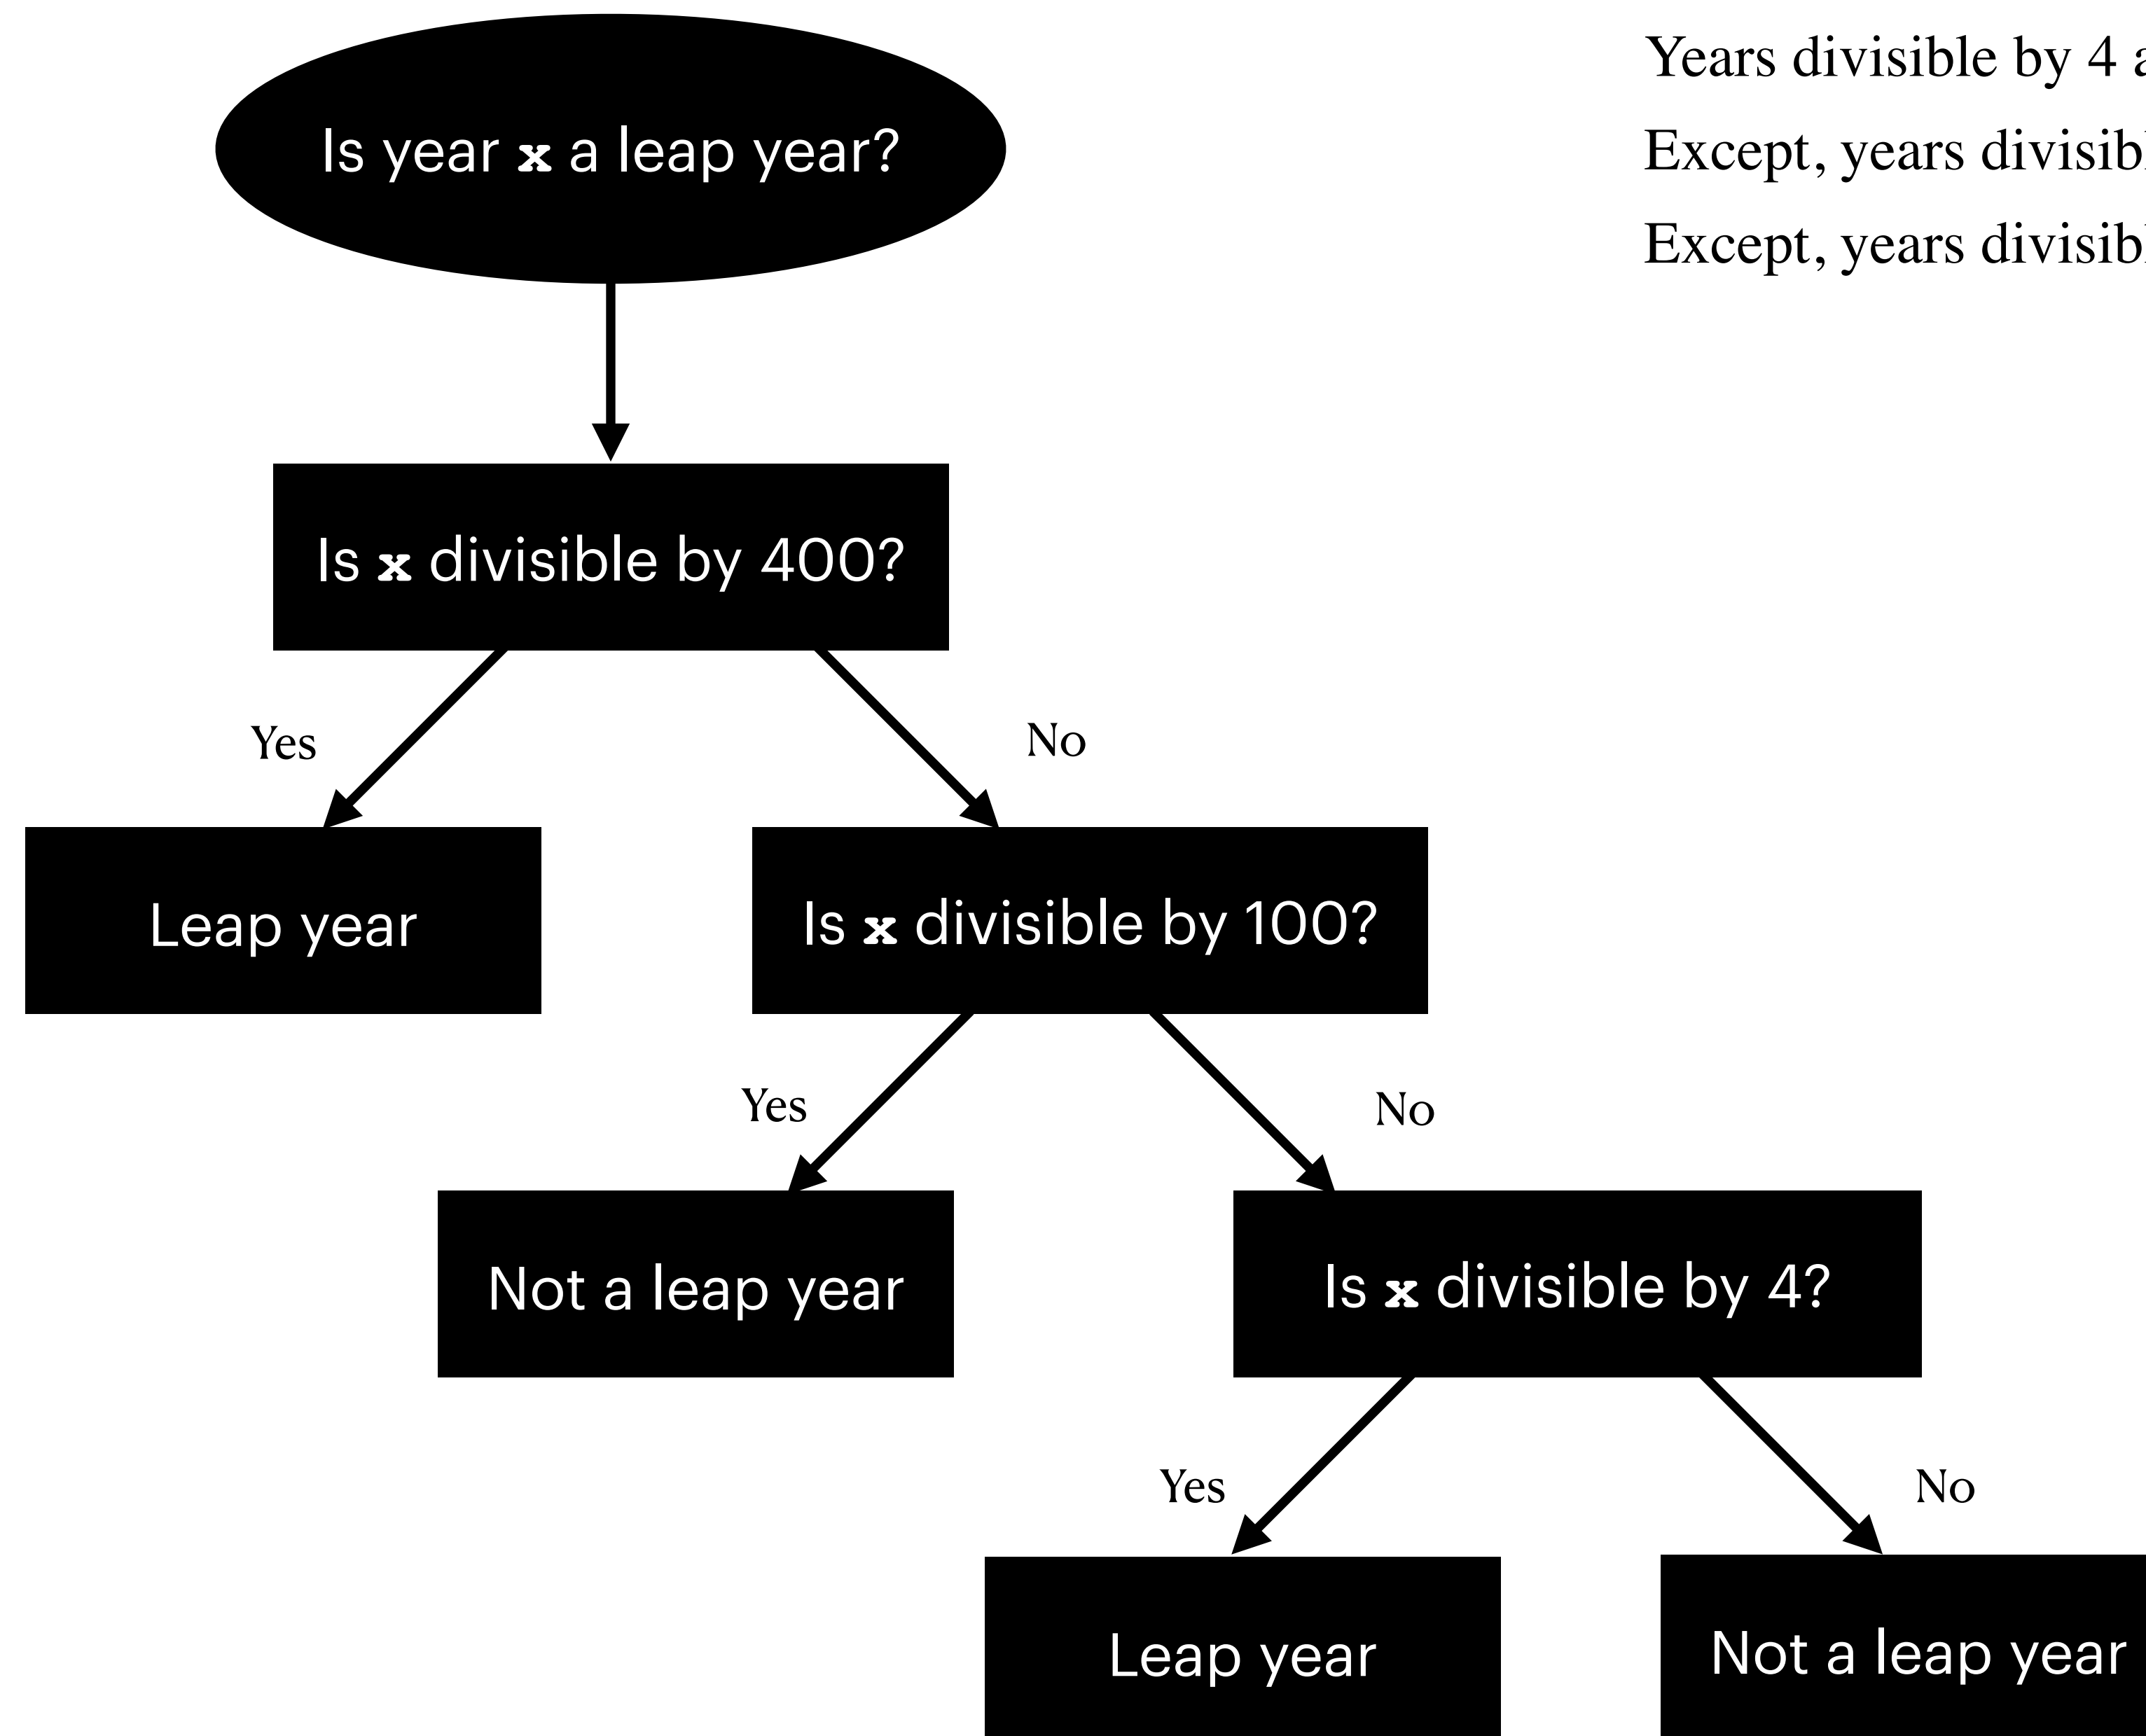 Is year x a leap year?
Years divisible by 4
Except, years
Except, years
Is x divisible by 400?
Yes
No
Leap year
Is x divisible by 100?
Yes
No
Not a leap year
Is x divisible by 4?
Yes
No
Leap year
Not a leap year